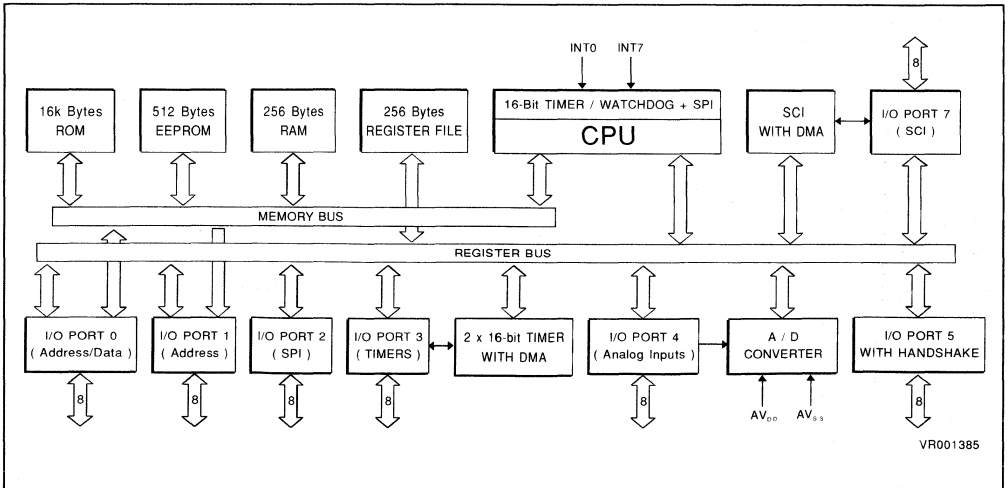 INT0 INT7
8
16k Bytes
ROM
512 Bytes
EEPROM
256 Bytes
RAM
256 Bytes
REGISTER FILE
16-Bit TIMER / WATCHDOG + SPI
CPU
SCI
WITH DMA
I/O PORT 7
( SCI )
MEMORY BUS
REGISTER BUS
I/O PORT 0
( Address/Data )
I/O PORT 1
( Address )
I/O PORT 2
( SPI )
I/O PORT 3
( TIMERS )
2 x 16-bit TIMER
WITH DMA
I/O PORT 4
( Analog Inputs )
A / D
CONVERTER
I/O PORT 5
WITH HANDSHAKE
8 8 8 8 8 8
AVDD AVSS
VR001385